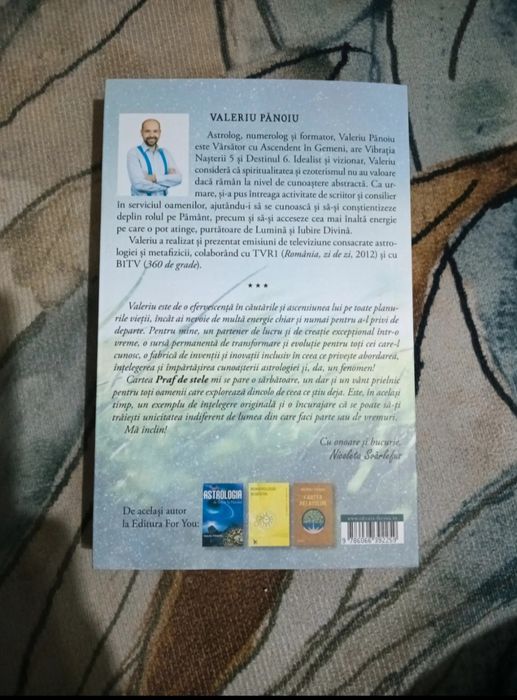 VALERIU PĂNOIU
Astrolog, numerolog și formator, Valeriu Pănoiu
este Vărsător cu Ascendent în Gemeni, are Vibrația
Nașterii 5 și Destinul 6. Idealist și vizionar, Valeriu
consideră că spiritualitatea și ezoterismul nu au valoare
dacă rămân la nivel de cunoaștere abstractă. Ca ur-
mare, și-a pus întreaga activitate de scriitor și consilier
în serviciul oamenilor, ajutându-i să se cunoască și să-și conștientizeze
deplin rolul pe Pământ, precum și să-și acceseze cea mai înaltă energie
pe care o pot atinge, purtătoare de Lumină și Iubire Divină.
Valeriu a realizat și prezentat emisiuni de televiziune consacrate astro-
logiei și metafizicii, colaborând cu TVR1 (România, zi de zi, 2012) și cu
B1TV (360 de grade).
***
Valeriu este de o efervescență în căutările și ascensiunea lui pe toate planu-
rile vieții, încât ai nevoie de multă energie chiar și numai pentru a-l privi de
departe. Pentru mine, un partener de lucru și de creație excepțional într-o
vreme, o sursă permanentă de transformare și evoluție pentru toți cei care-l
cunosc, o fabrică de invenții și inovații inclusiv în ceea ce privește abordarea,
înțelegerea și împărtășirea cunoașterii astrologiei și, da, un fenomen!
Cartea Praf de stele mi se pare o sărbătoare, un dar și un vânt prielnic
pentru toți oamenii care explorează dincolo de ceea ce știu deja. Este, în același
timp, un exemplu de înțelegere originală și o încurajare că se poate să-ți
trăiești unicitatea indiferent de lumea din care faci parte sau de vremuri.
Mă înclin!
Cu onoare și bucurie,
Nicoleta Svârlefus
De același autor
la Editura For You:
ASTROLOGIA
CARTEA
RELAȚIILOR
9 786066 392259